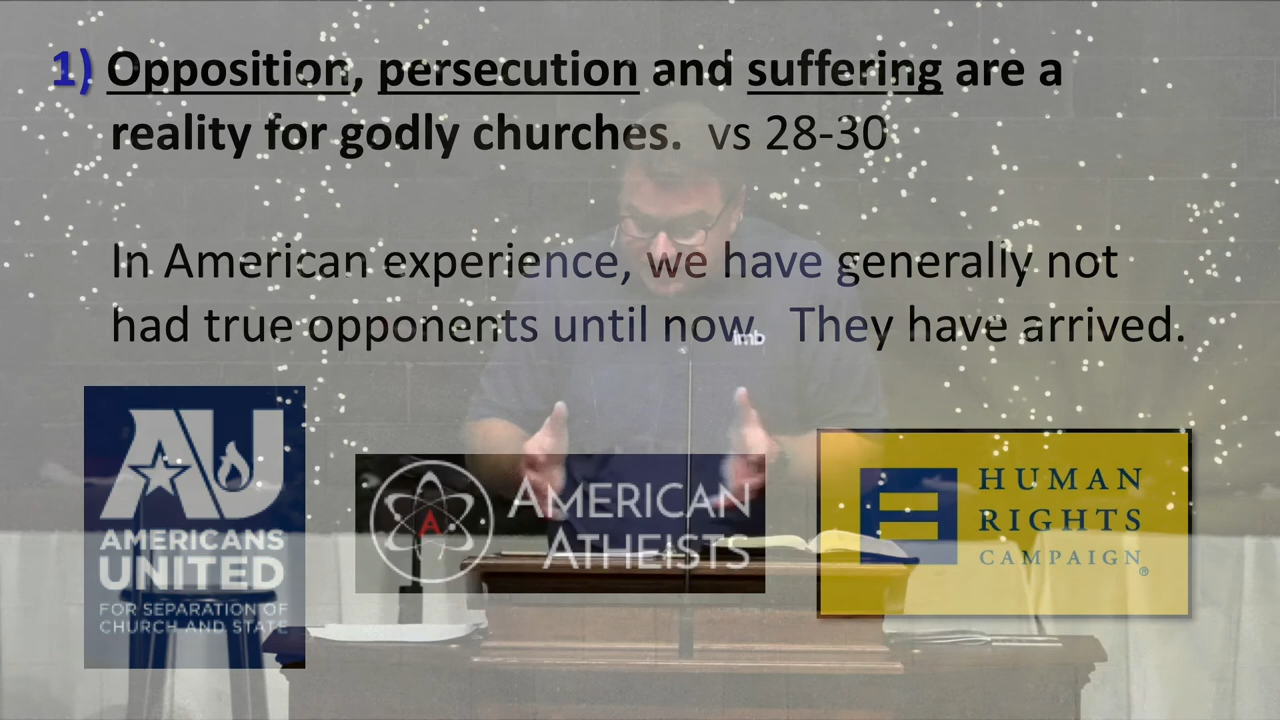 1) Opposition, persecution and suffering are a
reality for godly churches. vs 28-30
In American experience, we have generally not
had true opponents until now. They have arrived.
imb
AU
AMERICANS
UNITED
FOR SEPARATION OF
CHURCH AND STATE
A
AMERICAN
ATHEISTS
HUMAN
RIGHTS
CAMPAIGN®